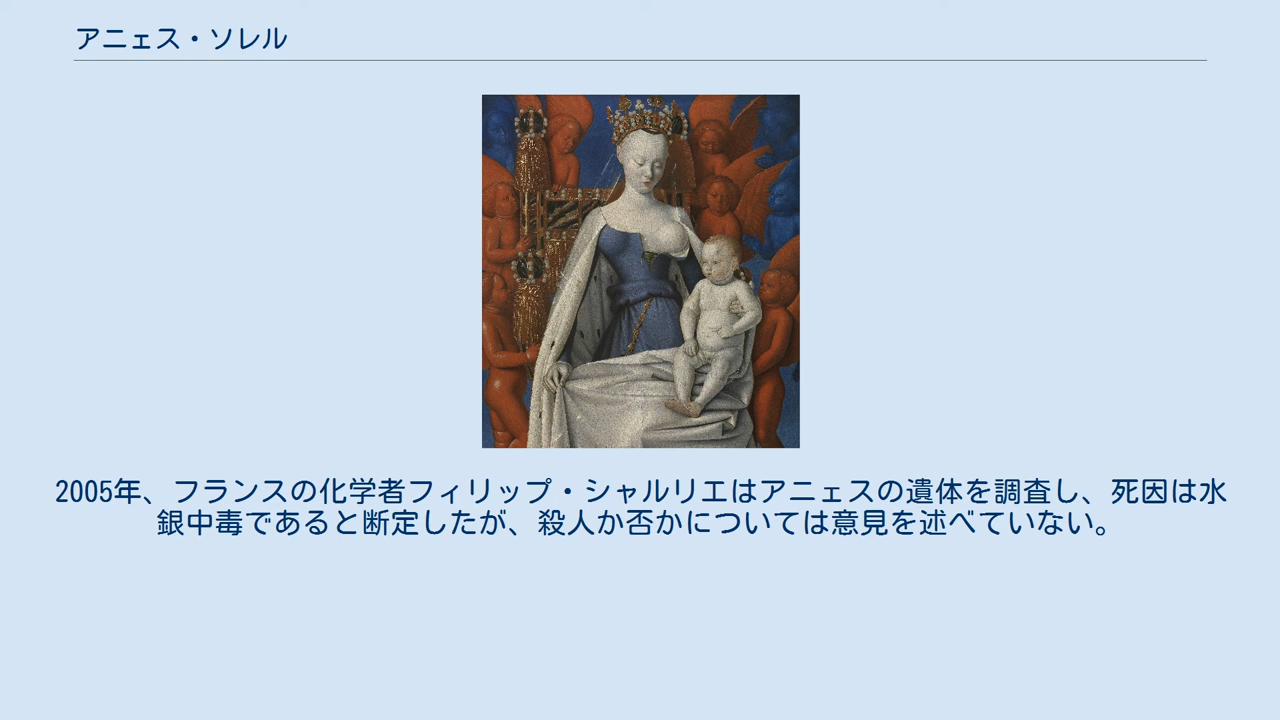 アニェス・ソレル
2005年、フランスの化学者フィリップ・シャルリエはアニェスの遺体を調査し、死因は水
銀中毒であると断定したが、殺人か否かについては意見を述べていない。